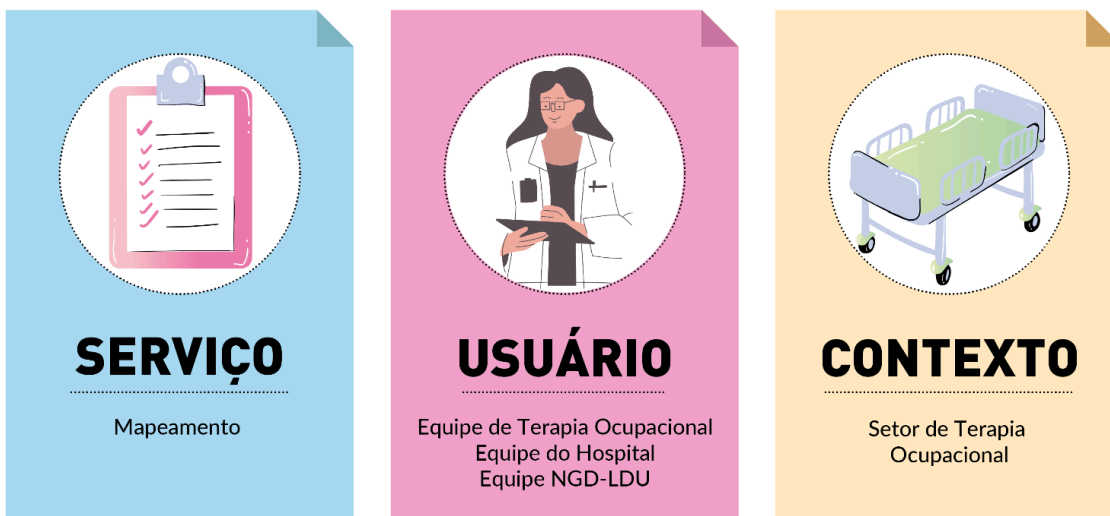 SERVIÇO
Mapeamento
USUÁRIO
Equipe de Terapia Ocupacional
Equipe do Hospital
Equipe NGD-LDU
CONTEXTO
Setor de Terapia
Ocupacional